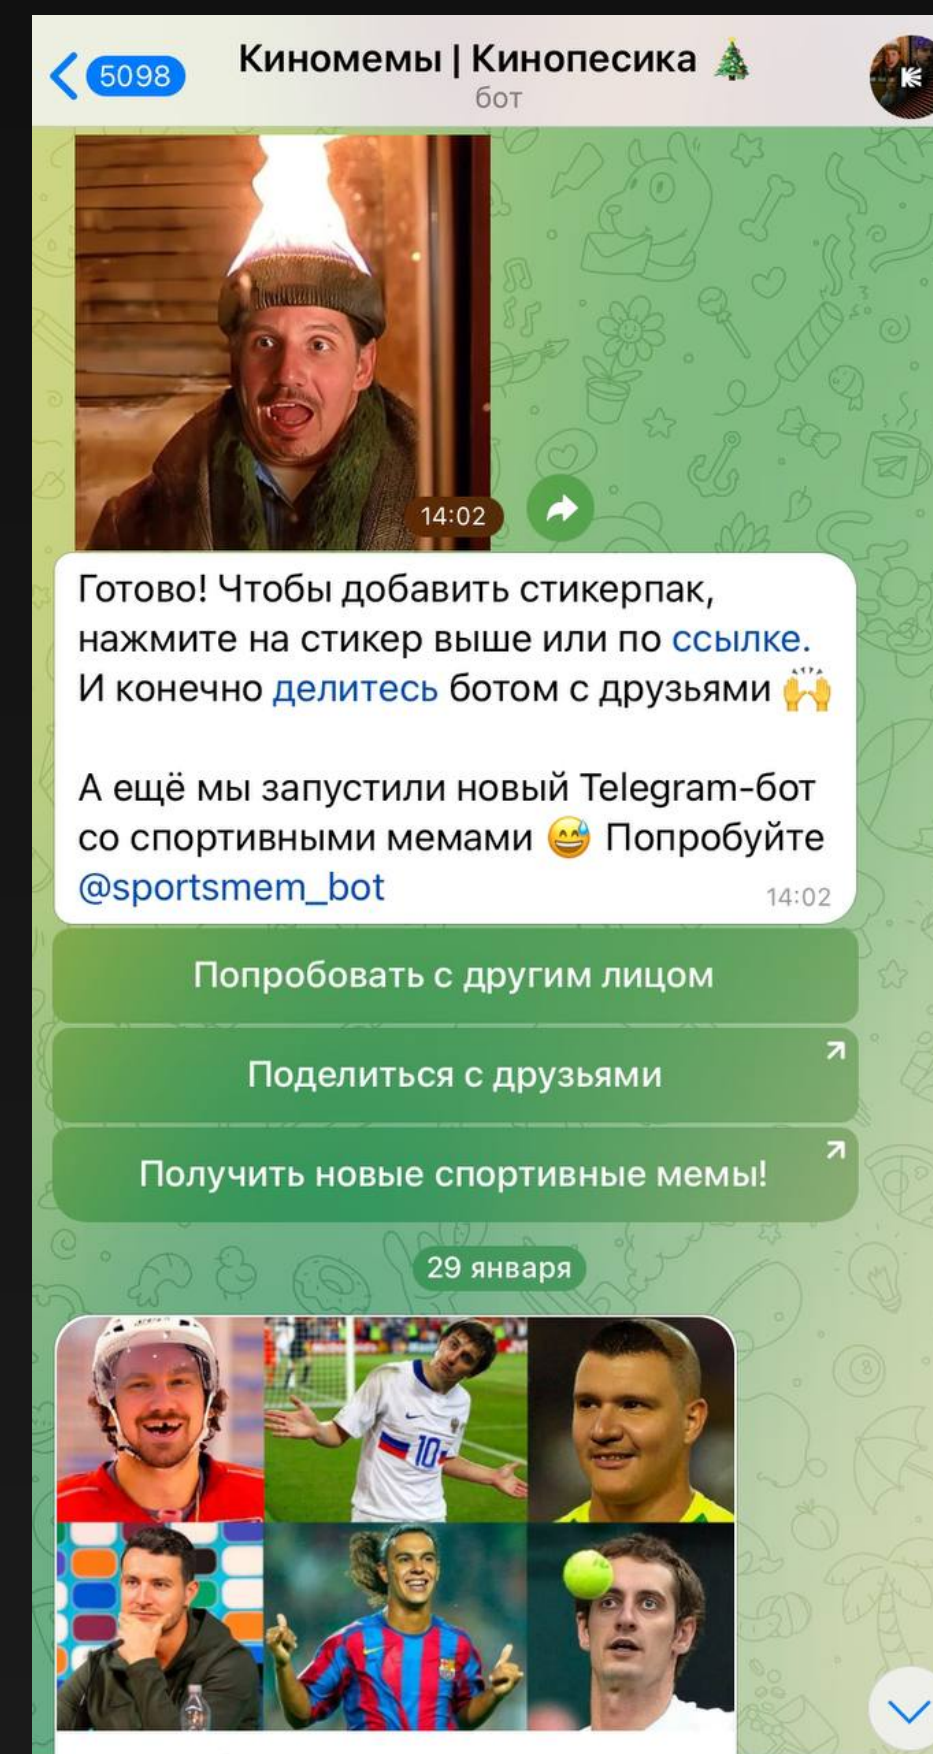 5098
Киномемы | Кинопесика 🎄
бот
14:02
Готово! Чтобы добавить стикерпак,
нажмите на стикер выше или по ссылке.
И конечно делитесь ботом с друзьями 🙌
А ещё мы запустили новый Telegram-бот
со спортивными мемами 😅 Попробуйте
@sportsmem_bot
14:02
Попробовать с другим лицом
Поделиться с друзьями
Получить новые спортивные мемы!
29 января
10